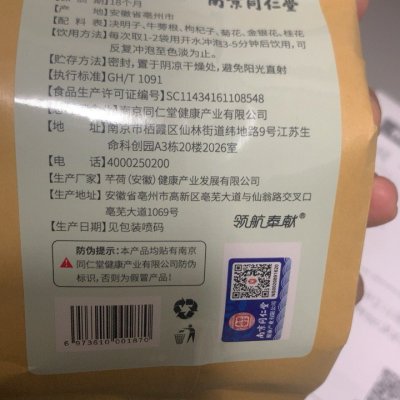 期】18个月
南京同仁堂
【产 地】安徽省亳州市
【配 料 表】决明子、牛蒡根、枸杞子、菊花、金银花、桂花
【饮用方法】每次取1-2袋用开水冲泡3-5分钟后饮用,可
反复冲泡至色淡为止。
【贮存方法】密封,置于阴凉干燥处,避免阳光直射
【执行标准】GH/T 1091
【食品生产许可证编号】SC11434161108548
南京同仁堂健康产业有限公司
【地 址】南京市栖霞区仙林街道纬地路9号江苏生
命科创园A3栋20楼2026室
【电 话】4000250200
【生产厂家】芊荷(安徽)健康产业发展有限公司
【生产地址】安徽省亳州市高新区亳芜大道与仙翁路交叉口
亳芜大道1069号
【生产日期】见包装喷码
领航奉献
防伪提示:本产品均贴有南京
同仁堂健康产业有限公司防伪
标识,否则为假冒产品!
南京同仁堂
6 973610 001870